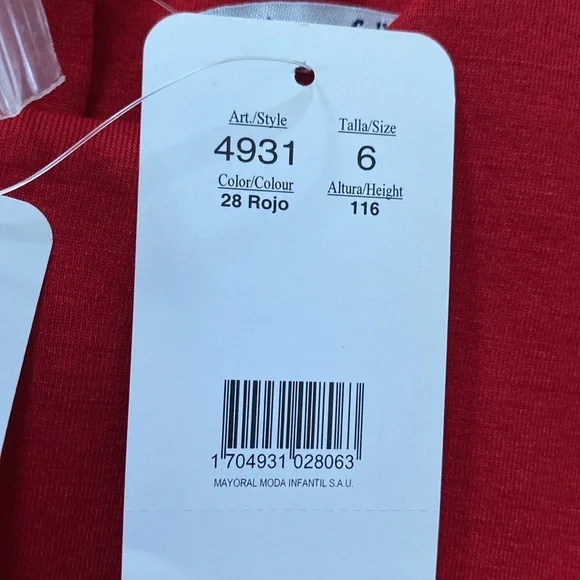 Art./Style Talla/Size
4931 6
Color/Colour Altura/Height
28 Rojo 116
1 704931 028063
MAYORAL MODA INFANTIL S.A.U.